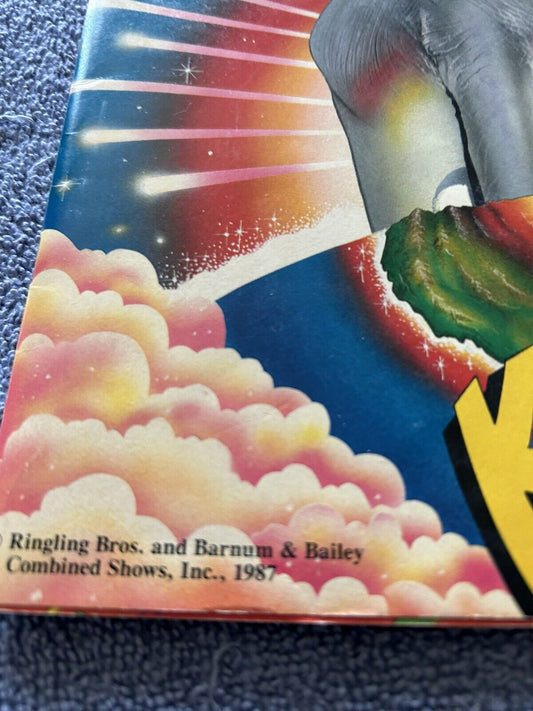 © Ringling Bros. and Barnum & Bailey
Combined Shows, Inc., 1987
K